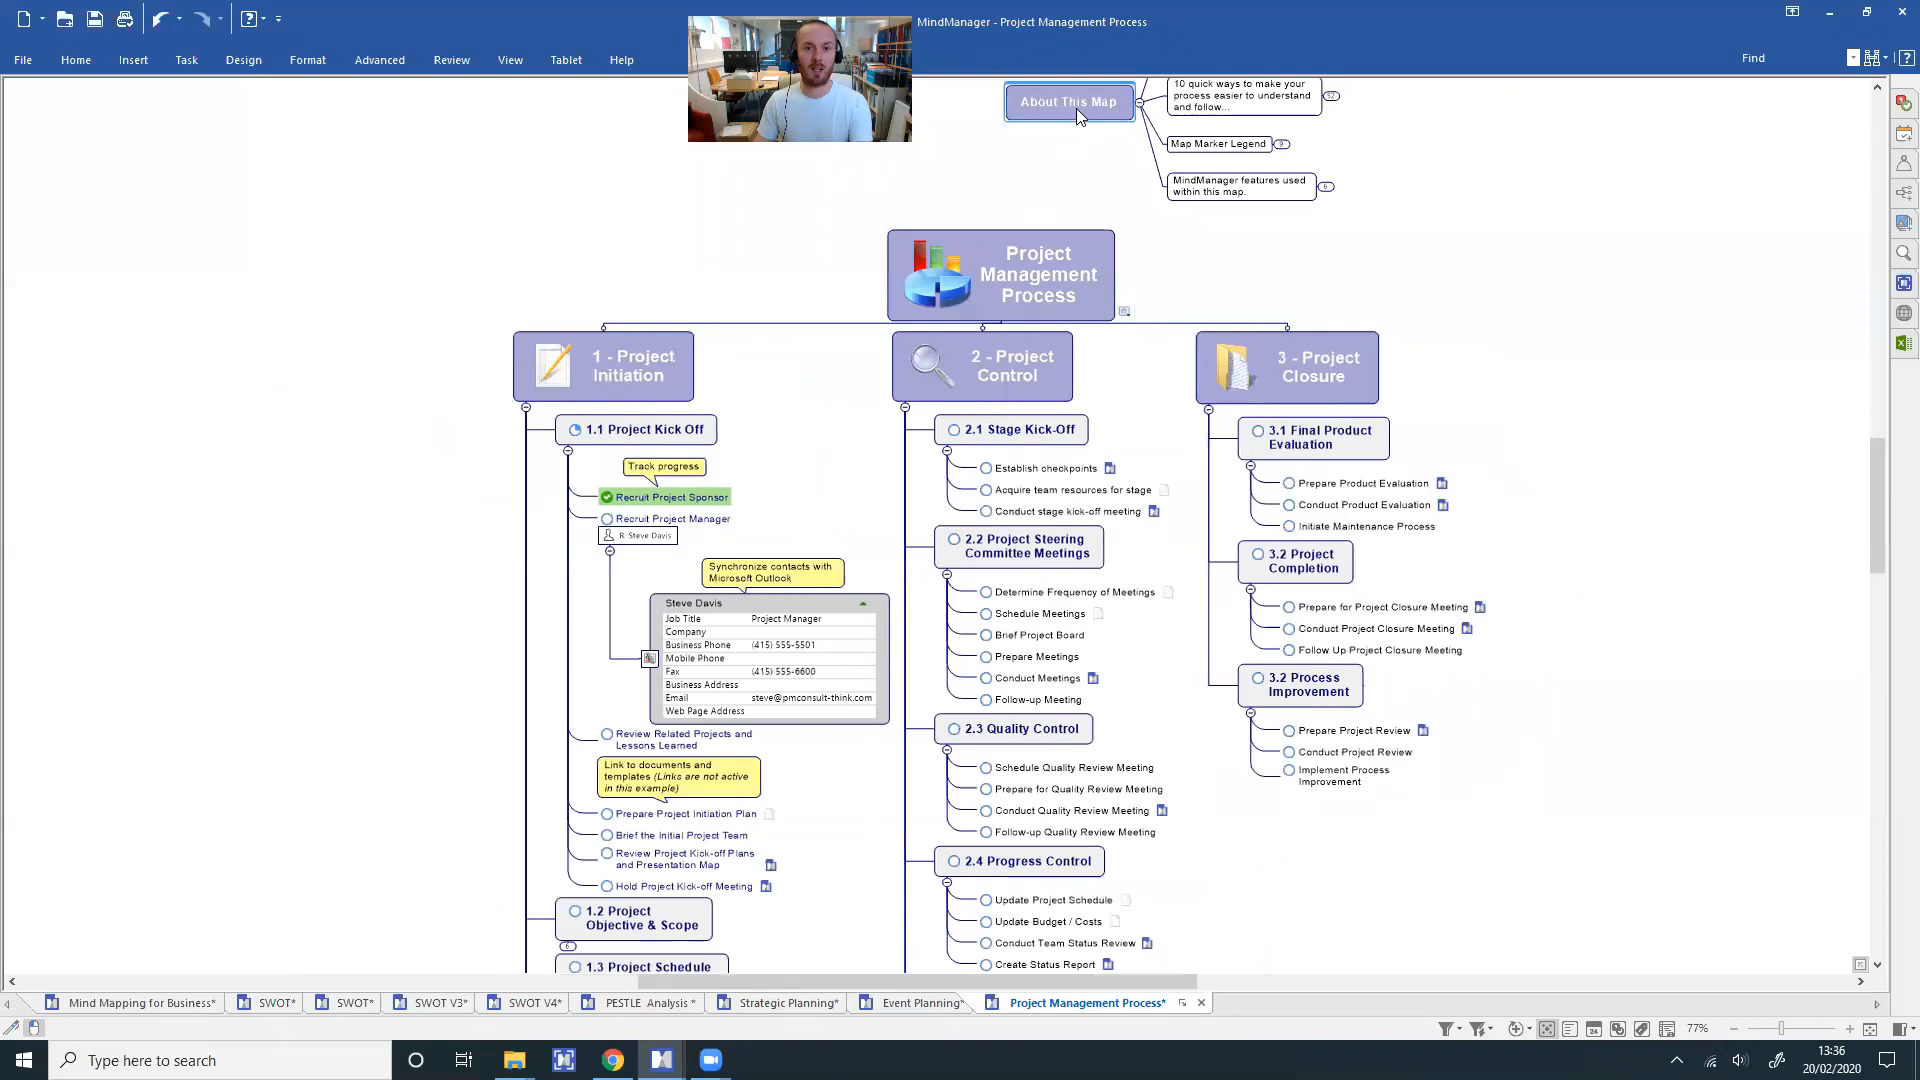 MindManager - Project Management Process
File
Home
Insert
Task
Design
Format
Advanced
Review
View
Tablet
Help
Find
About This Map
10 quick ways to make your
process easier to understand
and follow...
52
Map Marker Legend
9
MindManager features used
within this map.
6
Project
Management
Process
1 - Project
Initiation
1.1 Project Kick Off
Track progress
Recruit Project Sponsor
Recruit Project Manager
R: Steve Davis
Synchronize contacts with
Microsoft Outlook
Steve Davis
Job Title Project Manager
Company
Business Phone (415) 555-5501
Mobile Phone
Fax (415) 555-6600
Business Address
Email steve@pmconsult-think.com
Web Page Address
Review Related Projects and
Lessons Learned
Link to documents and
templates (Links are not active
in this example)
Prepare Project Initiation Plan
Brief the Initial Project Team
Review Project Kick-off Plans
and Presentation Map
Hold Project Kick-off Meeting
1.2 Project
Objective & Scope
6
1.3 Project Schedule
2 - Project
Control
2.1 Stage Kick-Off
Establish checkpoints
Acquire team resources for stage
Conduct stage kick-off meeting
2.2 Project Steering
Committee Meetings
Determine Frequency of Meetings
Schedule Meetings
Brief Project Board
Prepare Meetings
Conduct Meetings
Follow-up Meeting
2.3 Quality Control
Schedule Quality Review Meeting
Prepare for Quality Review Meeting
Conduct Quality Review Meeting
Follow-up Quality Review Meeting
2.4 Progress Control
Update Project Schedule
Update Budget / Costs
Conduct Team Status Review
Create Status Report
3 - Project
Closure
3.1 Final Product
Evaluation
Prepare Product Evaluation
Conduct Product Evaluation
Initiate Maintenance Process
3.2 Project
Completion
Prepare for Project Closure Meeting
Conduct Project Closure Meeting
Follow Up Project Closure Meeting
3.2 Process
Improvement
Prepare Project Review
Conduct Project Review
Implement Process
Improvement
Mind Mapping for Business*
SWOT*
SWOT*
SWOT V3*
SWOT V4*
PESTLE Analysis *
Strategic Planning*
Event Planning*
Project Management Process*
77%
Type here to search
13:36
20/02/2020